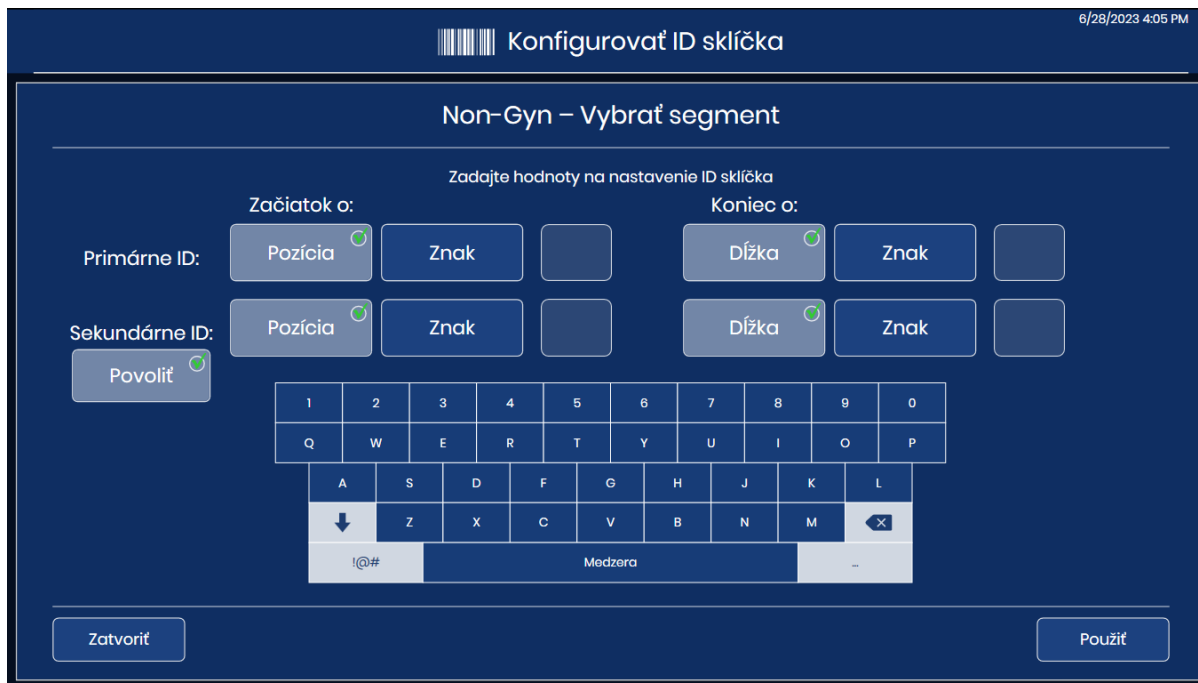 6/28/2023 4:05 PM
Konfigurovať ID sklíčka
Non-Gyn – Vybrať segment
Zadajte hodnoty na nastavenie ID sklíčka
Začiatok o: Koniec o:
Primárne ID: Pozícia Znak Dĺžka Znak
Sekundárne ID: Pozícia Znak Dĺžka Znak
Povoliť
1 2 3 4 5 6 7 8 9 0
Q W E R T Y U I O P
A S D F G H J K L
Z X C V B N M
!@# Medzera ...
Zatvoriť Použiť